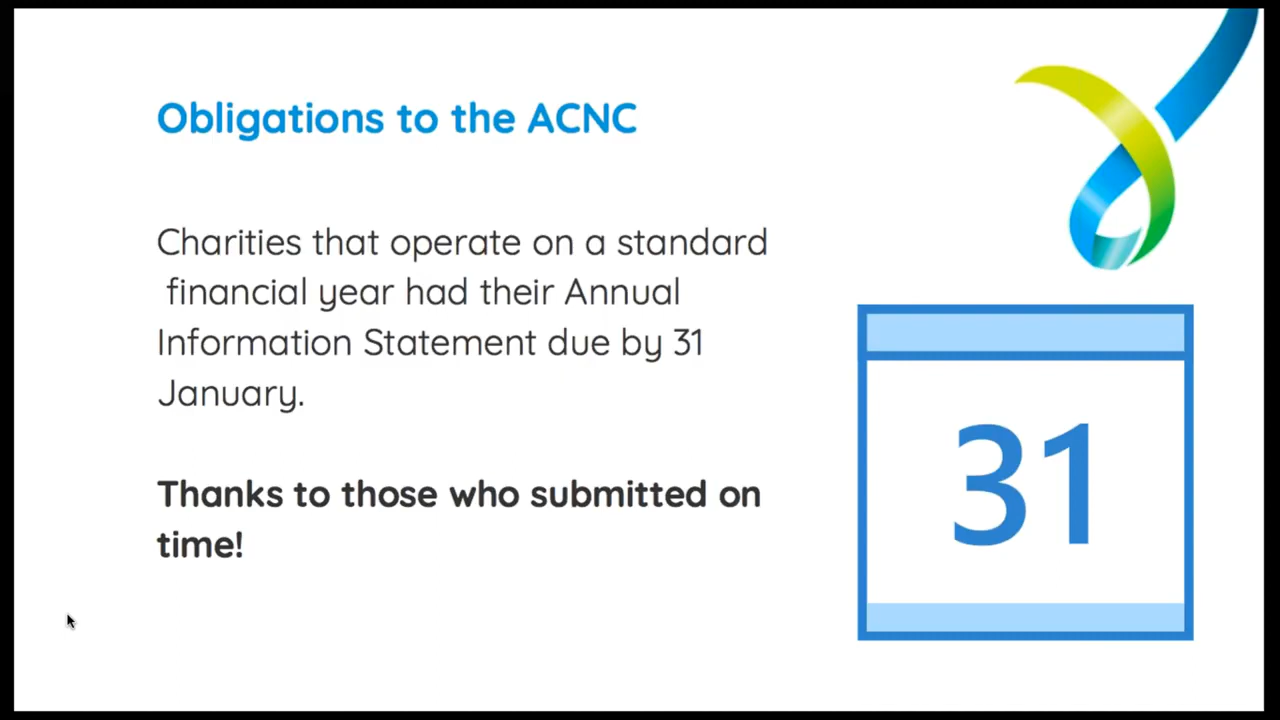 Obligations to the ACNC
Charities that operate on a standard
financial year had their Annual
Information Statement due by 31
January.
Thanks to those who submitted on
time!
31